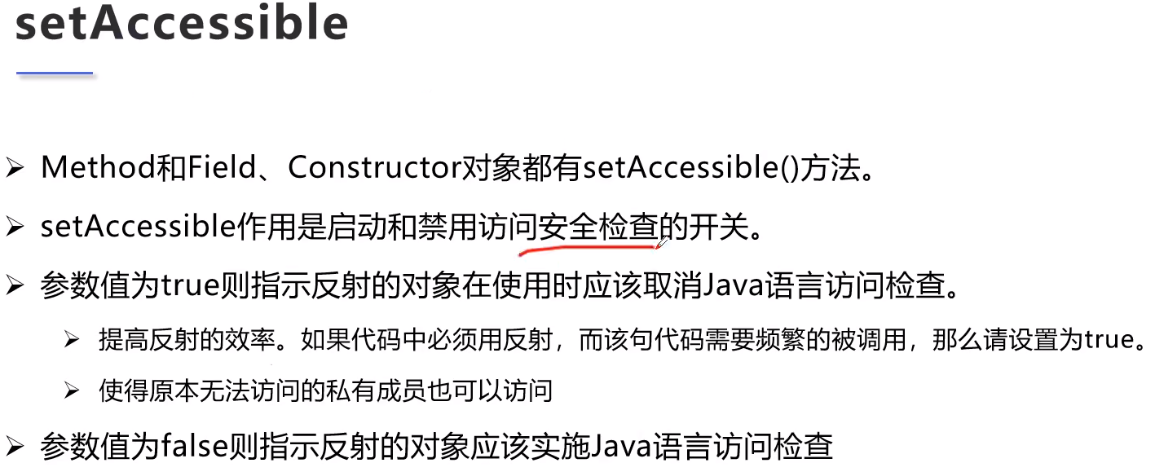 setAccessible
Method和Field、Constructor对象都有setAccessible()方法。
setAccessible作用是启动和禁用访问安全检查的开关。
参数值为true则指示反射的对象在使用时应该取消Java语言访问检查。
提高反射的效率。如果代码中必须用反射，而该句代码需要频繁的被调用，那么请设置为true。
使得原本无法访问的私有成员也可以访问
参数值为false则指示反射的对象应该实施Java语言访问检查